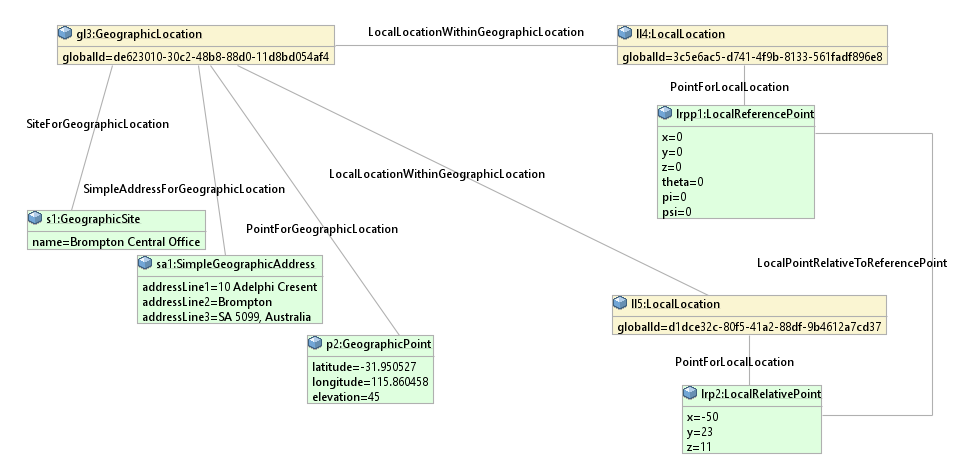 gl3:GeographicLocation
globalId=de623010-30c2-48b8-88d0-11d8bd054af4
LocalLocationWithinGeographicLocation
ll4:LocalLocation
globalId=3c5e6ac5-d741-4f9b-8133-561fadf896e8
PointForLocalLocation
lrpp1:LocalReferencePoint
x=0
y=0
z=0
theta=0
pi=0
psi=0
SiteForGeographicLocation
SimpleAddressForGeographicLocation
LocalLocationWithinGeographicLocation
s1:GeographicSite
name=Brompton Central Office
PointForGeographicLocation
sa1:SimpleGeographicAddress
addressLine1=10 Adelphi Cresent
addressLine2=Brompton
addressLine3=SA 5099, Australia
LocalPointRelativeToReferencePoint
ll5:LocalLocation
globalId=d1dce32c-80f5-41a2-88df-9b4612a7cd37
p2:GeographicPoint
latitude=-31.950527
longitude=115.860458
elevation=45
PointForLocalLocation
lrp2:LocalRelativePoint
x=-50
y=23
z=11